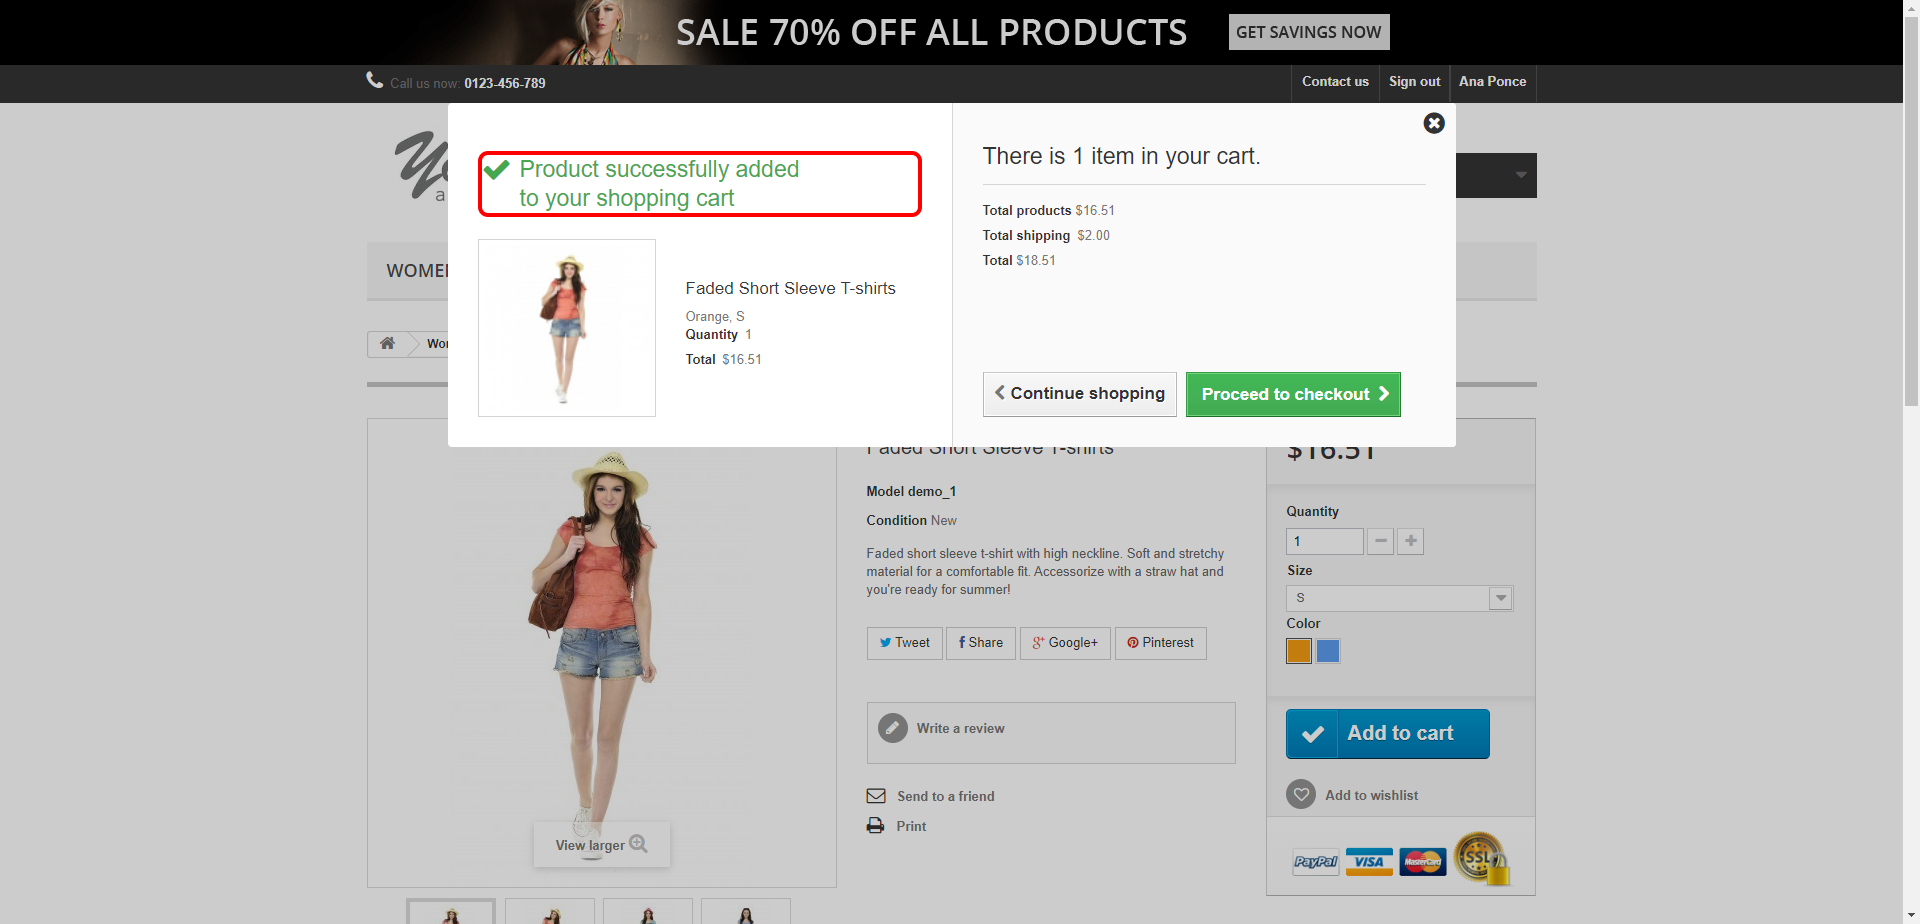 SALE 70% OFF ALL PRODUCTS
GET SAVINGS NOW
Call us now: 0123-456-789
Contact us
Sign out
Ana Ponce
Product successfully added
to your shopping cart
Faded Short Sleeve T-shirts
Orange, S
Quantity 1
Total $16.51
There is 1 item in your cart.
Total products $16.51
Total shipping $2.00
Total $18.51
Continue shopping
Proceed to checkout
Faded Short Sleeve T-shirts
Model demo_1
Condition New
Faded short sleeve t-shirt with high neckline. Soft and stretchy
material for a comfortable fit. Accessorize with a straw hat and
you're ready for summer!
Tweet
Share
Google+
Pinterest
Write a review
Send to a friend
Print
View larger
$16.51
Quantity
1
Size
S
Color
Add to cart
Add to wishlist
PayPal
VISA
MasterCard
SSL